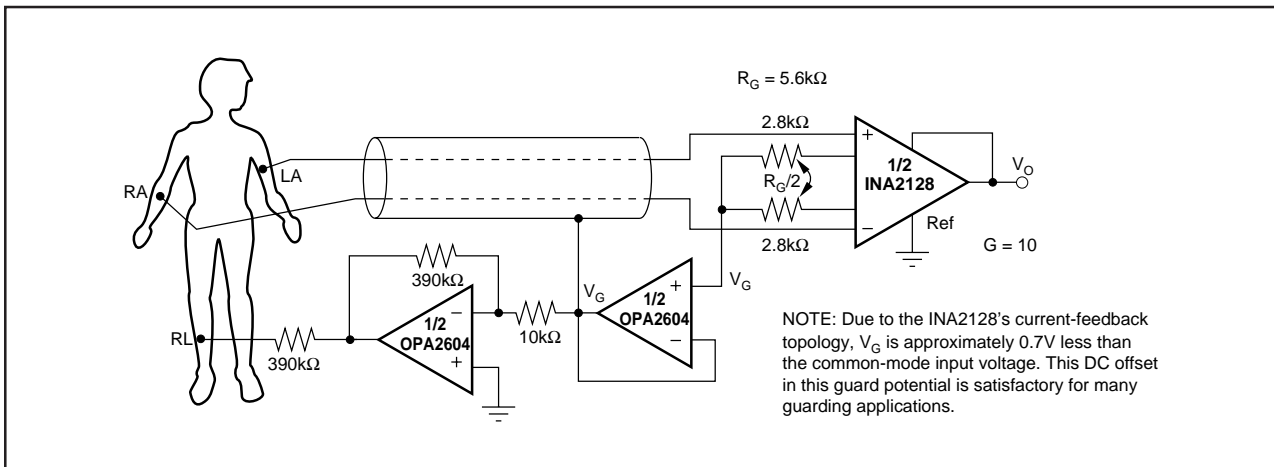 R_G = 5.6kΩ
2.8kΩ
LA
RA
R_G/2
+
−
1/2
INA2128
V_O
Ref
2.8kΩ
G = 10
390kΩ
V_G
V_G
+
−
1/2
OPA2604
10kΩ
−
+
1/2
OPA2604
RL
390kΩ
NOTE: Due to the INA2128's current-feedback
topology, V_G is approximately 0.7V less than
the common-mode input voltage. This DC offset
in this guard potential is satisfactory for many
guarding applications.